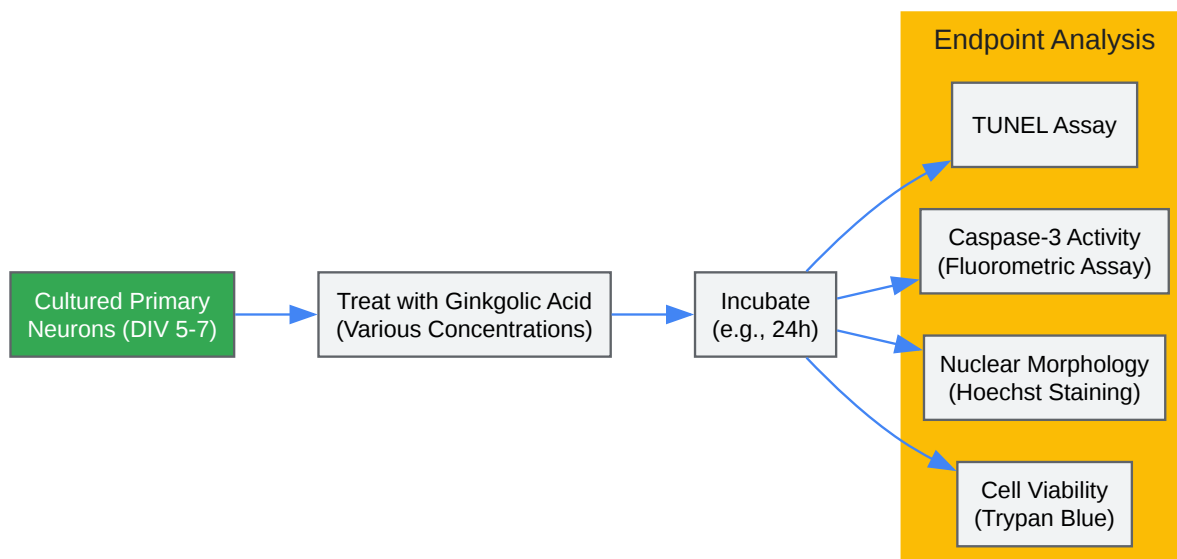 Cultured Primary
Neurons (DIV 5-7)
Treat with Ginkgolic Acid
(Various Concentrations)
Incubate
(e.g., 24h)
Endpoint Analysis
TUNEL Assay
Caspase-3 Activity
(Fluorometric Assay)
Nuclear Morphology
(Hoechst Staining)
Cell Viability
(Trypan Blue)